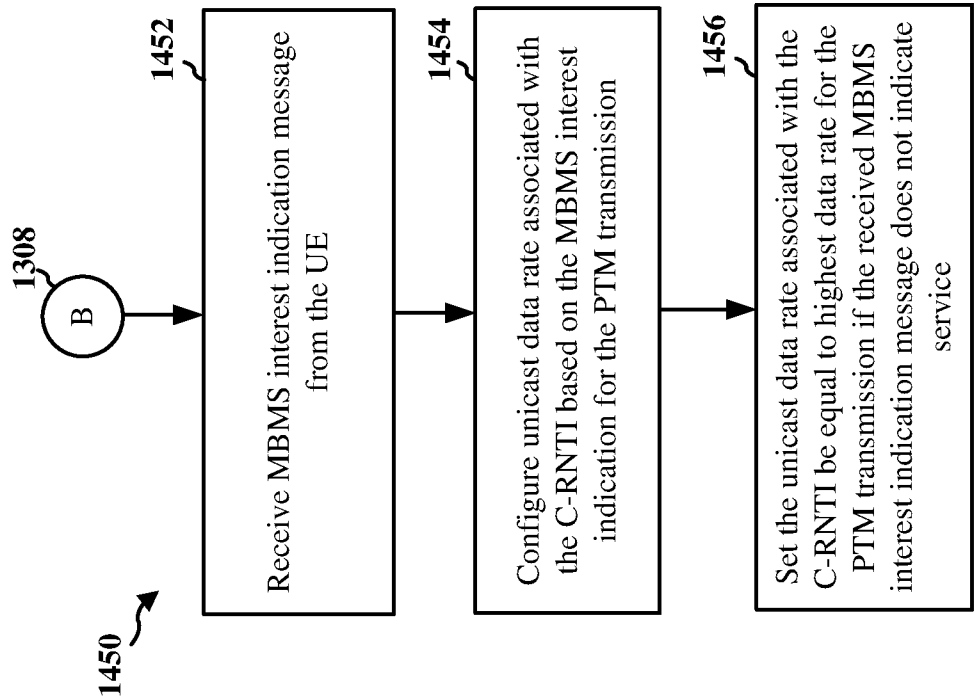 1450
B
1308
Receive MBMS interest indication message
from the UE
1452
Configure unicast data rate associated with
the C-RNTI based on the MBMS interest
indication for the PTM transmission
1454
Set the unicast data rate associated with the
C-RNTI be equal to highest data rate for the
PTM transmission if the received MBMS
interest indication message does not indicate
service
1456